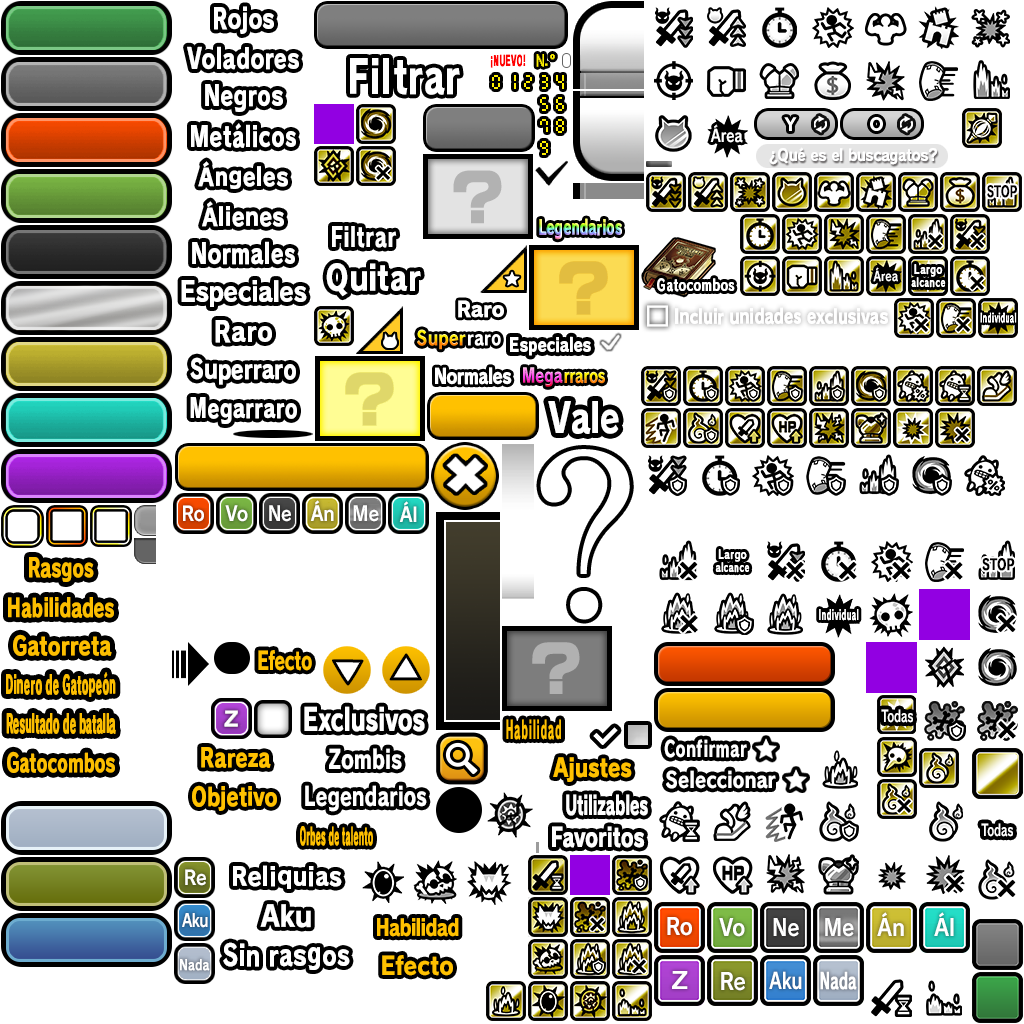 Rojos
Voladores
Negros
Metálicos
Ángeles
Álienes
Normales
Especiales
Raro
Superraro
Megarraro
Filtrar
¡NUEVO!
N.º
0 1 2 3 4
5 6
7 8
9
?
Legendarios
Filtrar
Quitar
?
Raro
Superraro
Especiales
Normales
Megarraros
?
Vale
Ro
Vo
Ne
Án
Me
Ál
?
?
Rasgos
Habilidades
Gatorreta
Dinero de Gatopeón
Resultado de batalla
Gatocombos
Efecto
Z
Exclusivos
Rareza
Zombis
Objetivo
Legendarios
Orbes de talento
Habilidad
Ajustes
Utilizables
Favoritos
Re
Reliquias
Aku
Aku
Nada
Sin rasgos
Habilidad
Efecto
$
Área
Y
O
¿Qué es el buscagatos?
$
STOP
Gatocombos
Área
Largo alcance
Incluir unidades exclusivas
Individual
%
HP
%
Largo alcance
STOP
Individual
Todas
Confirmar
Seleccionar
Todas
HP
Ro
Vo
Ne
Me
Án
Ál
Z
Re
Aku
Nada